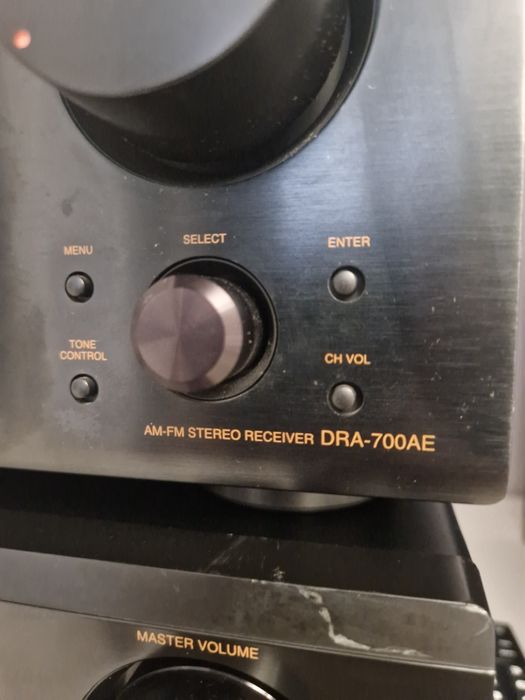 SELECT
MENU
ENTER
TONE
CONTROL
CH VOL
AM-FM STEREO RECEIVER DRA-700AE
MASTER VOLUME